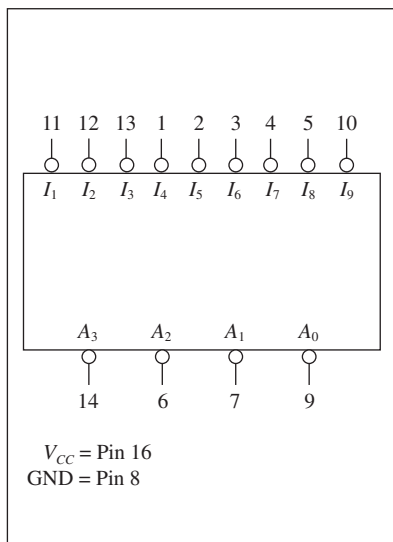 11 12 13 1 2 3 4 5 10
I₁ I₂ I₃ I₄ I₅ I₆ I₇ I₈ I₉
A₃ A₂ A₁ A₀
14 6 7 9
V_CC = Pin 16
GND = Pin 8